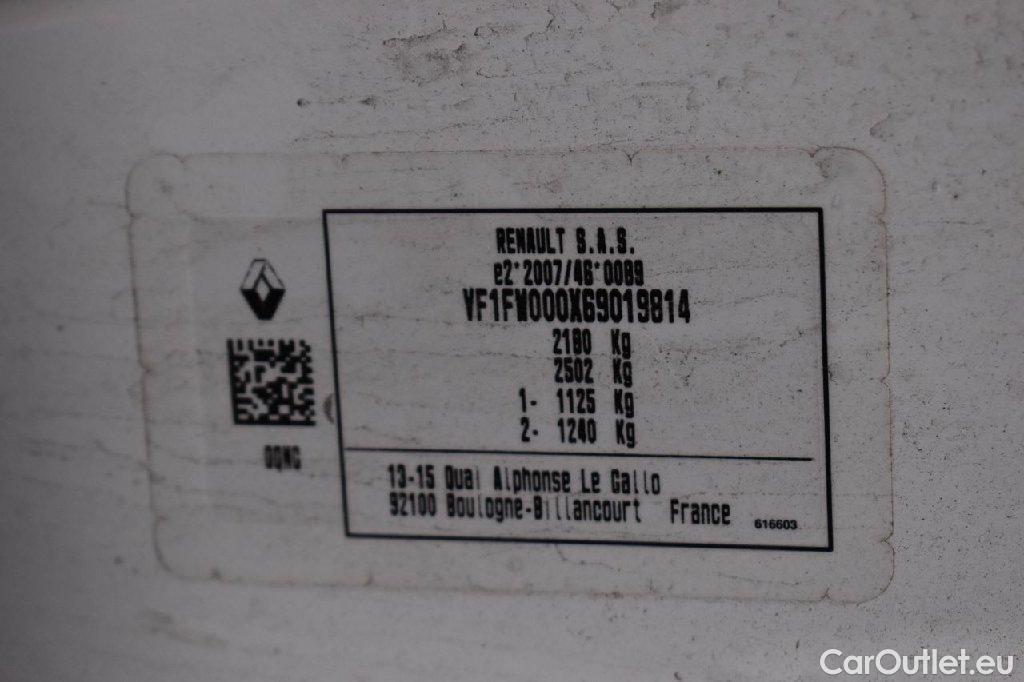 RENAULT S.A.S.
e2*2007/46*0089
VF1FW000X69019814
2180 Kg
2502 Kg
1- 1125 Kg
2- 1240 Kg
13-15 Quai Alphonse Le Gallo
92100 Boulogne-Billancourt France 616603
CarOutlet.eu